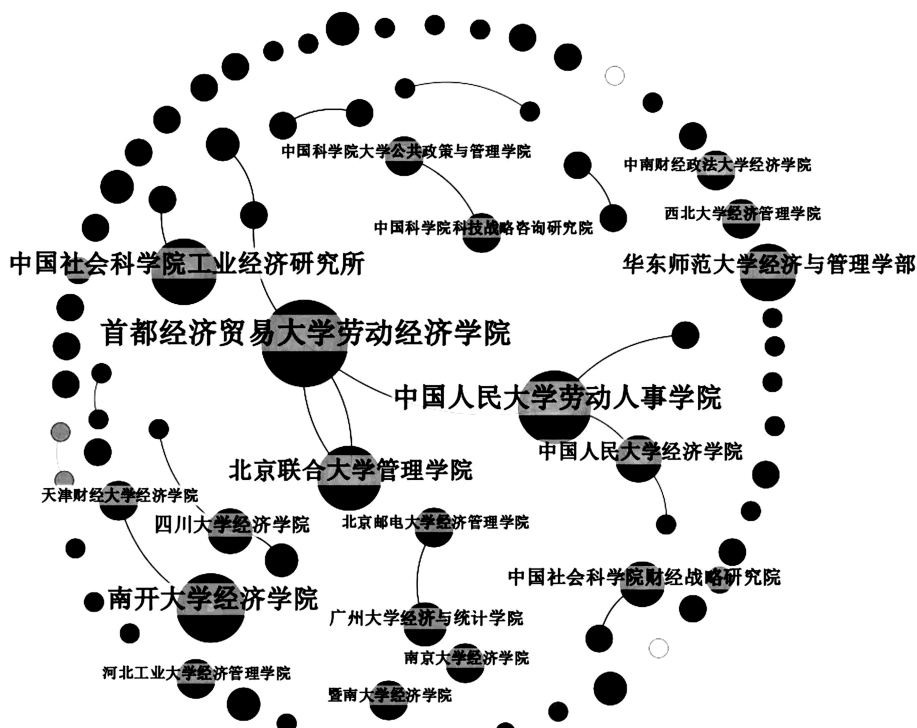 中国科学院大学公共政策与管理学院
中南财经政法大学经济学院
西北大学经济管理学院
中国科学院科技战略咨询研究院
中国社会科学院工业经济研究所
华东师范大学经济与管理学部
首都经济贸易大学劳动经济学院
中国人民大学劳动人事学院
中国人民大学经济学院
北京联合大学管理学院
天津财经大学经济学院
四川大学经济学院
北京邮电大学经济管理学院
中国社会科学院财经战略研究院
南开大学经济学院
广州大学经济与统计学院
南京大学经济学院
河北工业大学经济管理学院
暨南大学经济学院